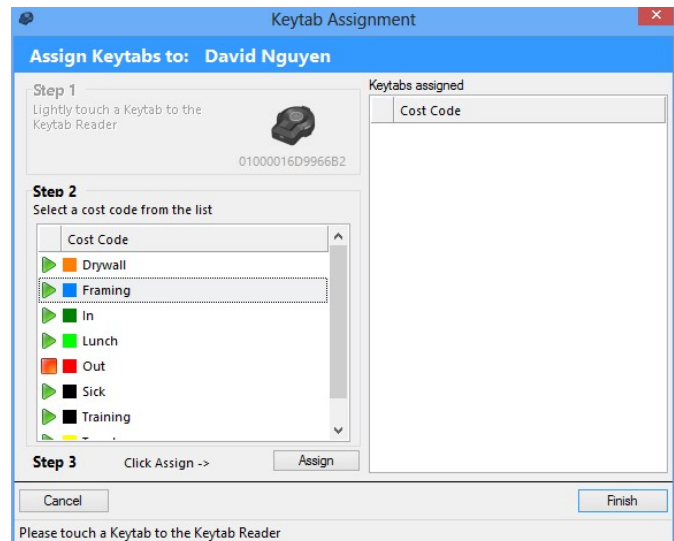 Keytab Assignment
Assign Keytabs to: David Nguyen
Step 1
Lightly touch a Keytab to the
Keytab Reader
01000016D9966B2
Step 2
Select a cost code from the list
Cost Code
Drywall
Framing
In
Lunch
Out
Sick
Training
Step 3 Click Assign -> Assign
Keytabs assigned
Cost Code
Cancel
Finish
Please touch a Keytab to the Keytab Reader